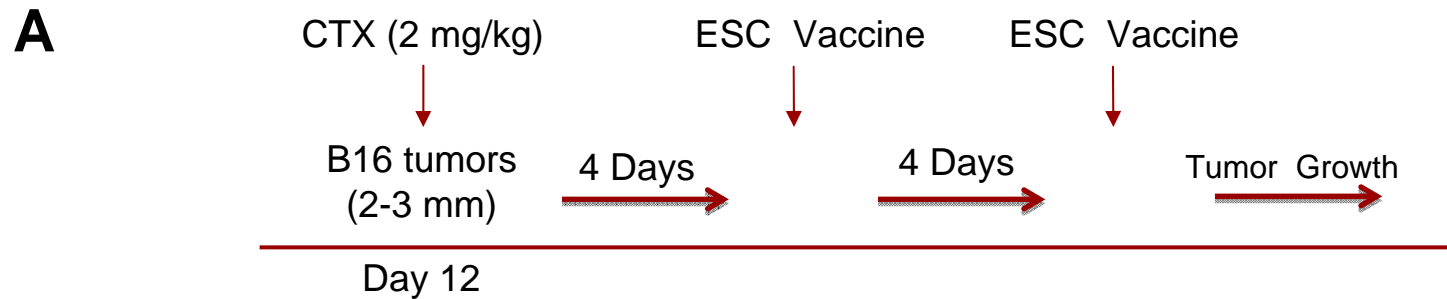 A
CTX (2 mg/kg)
ESC Vaccine
ESC Vaccine
B16 tumors
(2-3 mm)
4 Days
4 Days
Tumor Growth
Day 12